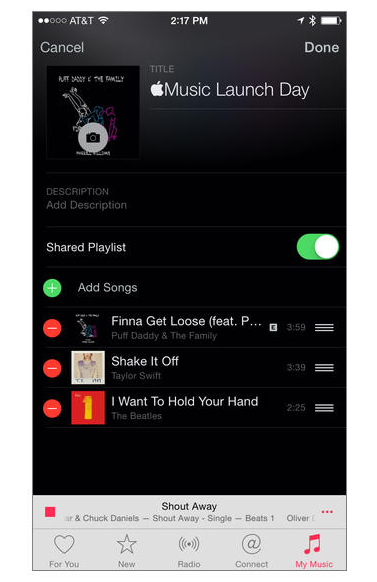 AT&T 2:17 PM
Cancel Done
PUFF DADDY & THE FAMILY
PHARRELL WILLIAMS
TITLE
Music Launch Day
DESCRIPTION
Add Description
Shared Playlist
Add Songs
Finna Get Loose (feat. P... E 3:59
Puff Daddy & The Family
Shake It Off 3:39
Taylor Swift
I Want To Hold Your Hand 2:25
The Beatles
Shout Away
ar & Chuck Daniels — Shout Away - Single — Beats 1 Oliver
For You New Radio Connect My Music